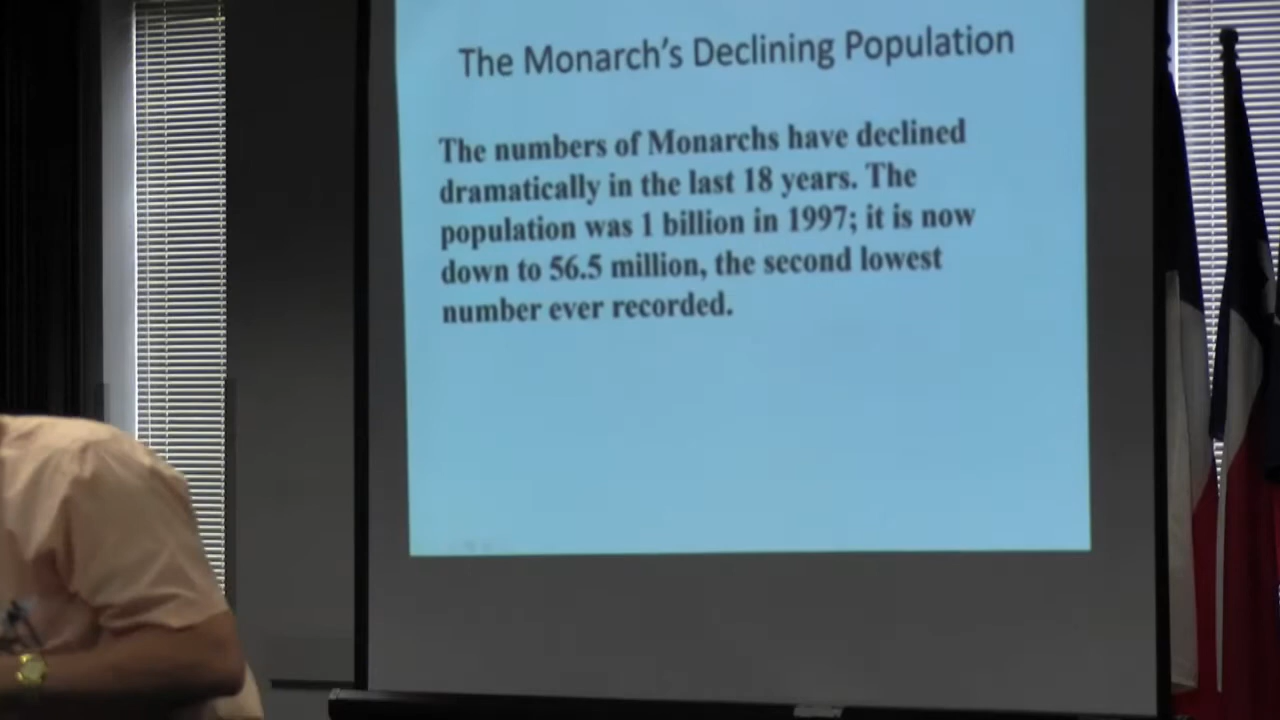 The Monarch's Declining Population
The numbers of Monarchs have declined
dramatically in the last 18 years. The
population was 1 billion in 1997; it is now
down to 56.5 million, the second lowest
number ever recorded.